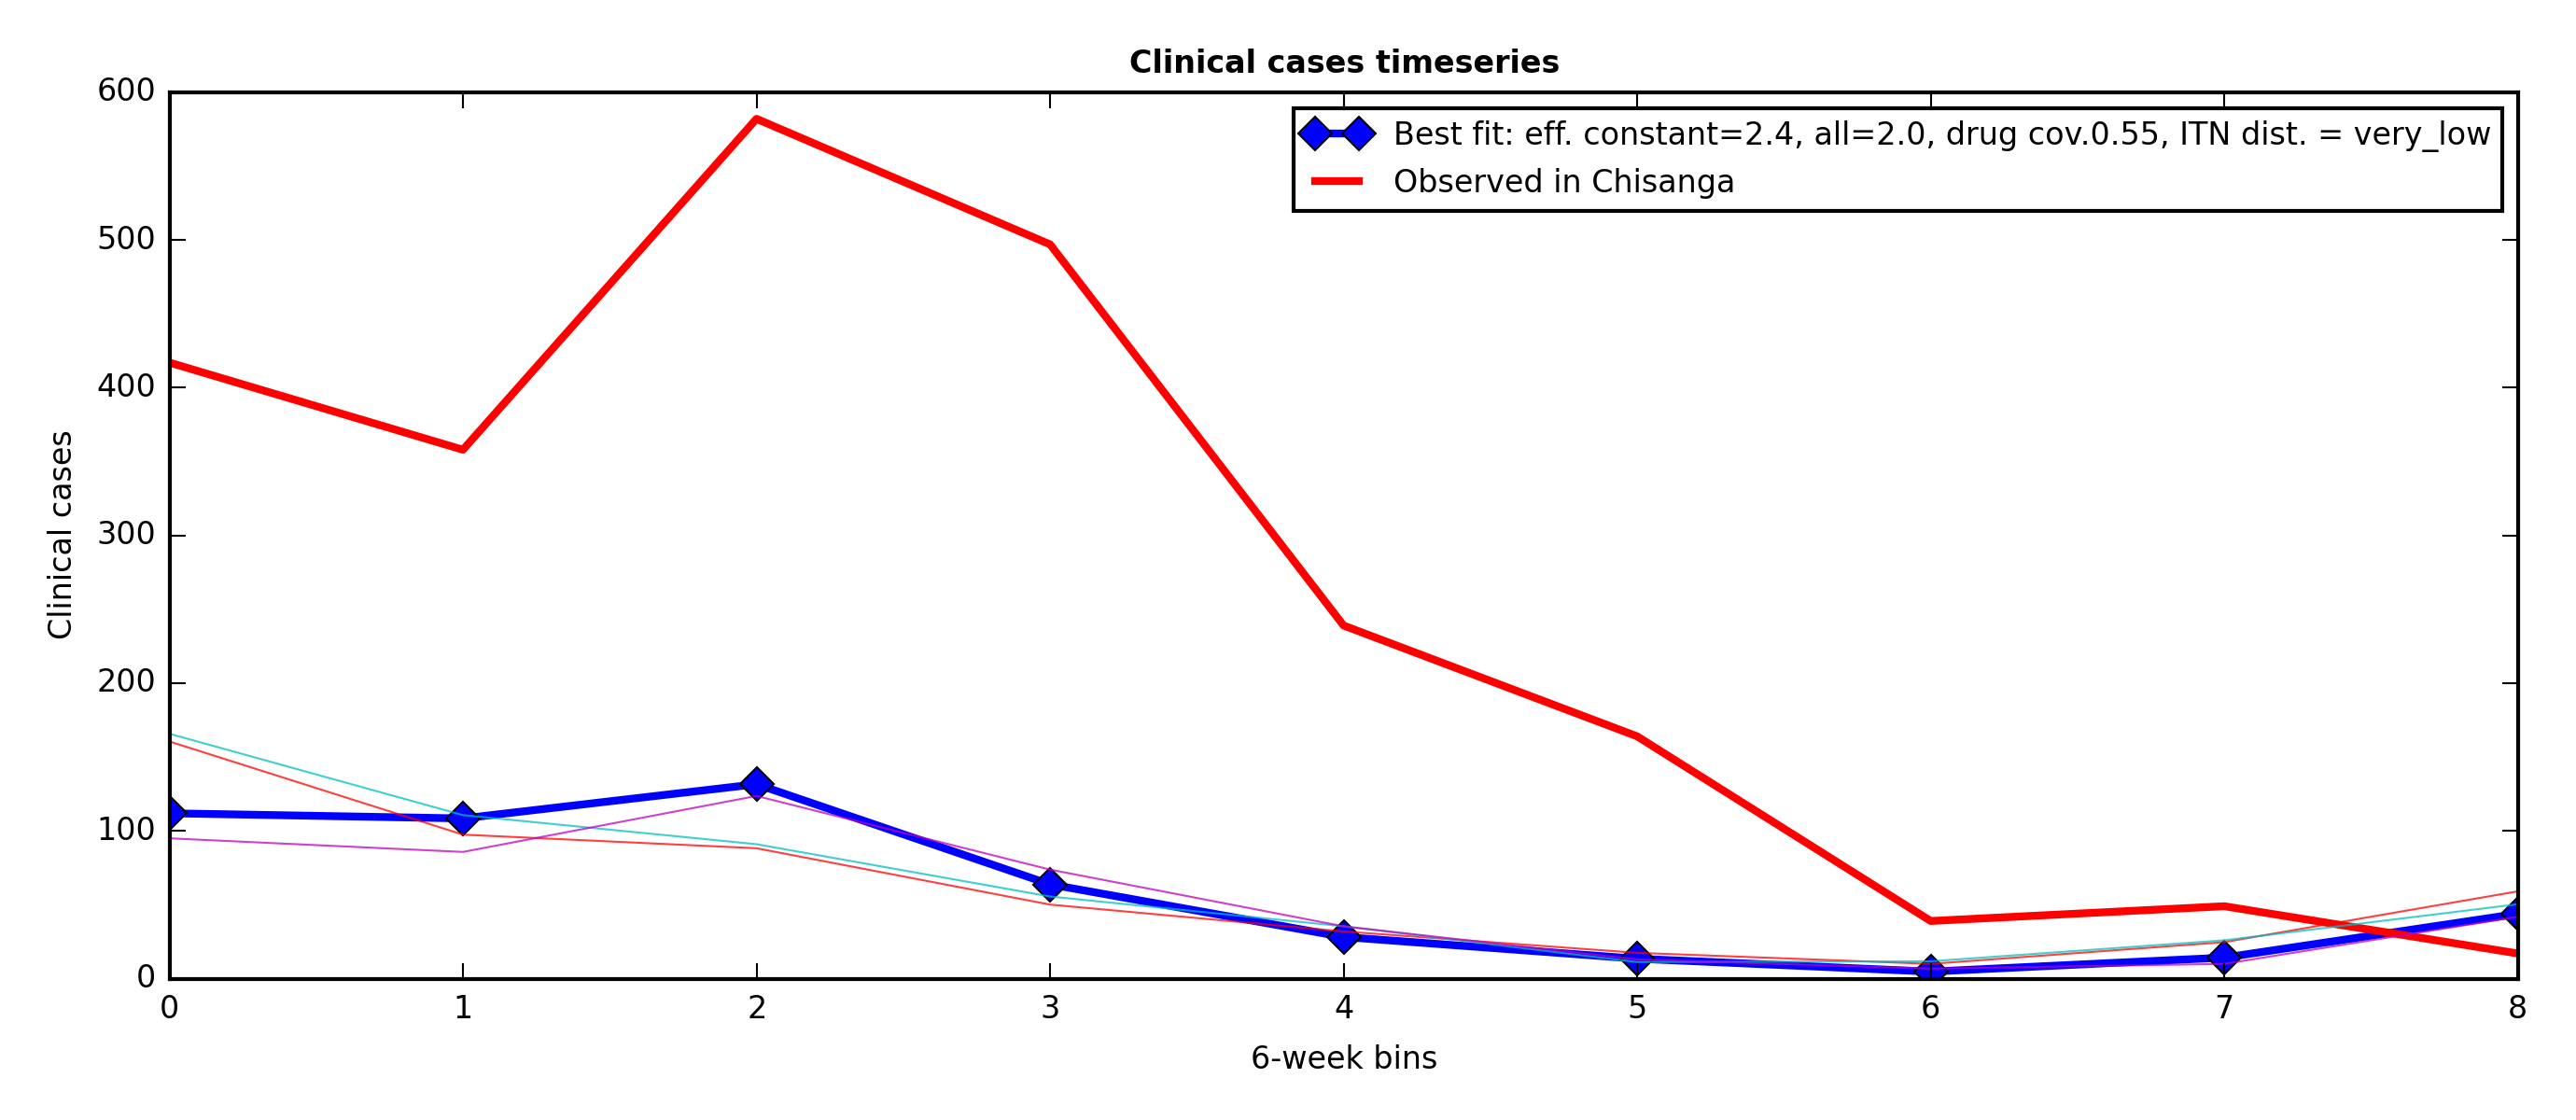 Clinical cases timeseries
600
500
400
300
200
100
0
Clinical cases
Best fit: eff. constant=2.4, all=2.0, drug cov.0.55, ITN dist. = very_low
Observed in Chisanga
0 1 2 3 4 5 6 7 8
6-week bins